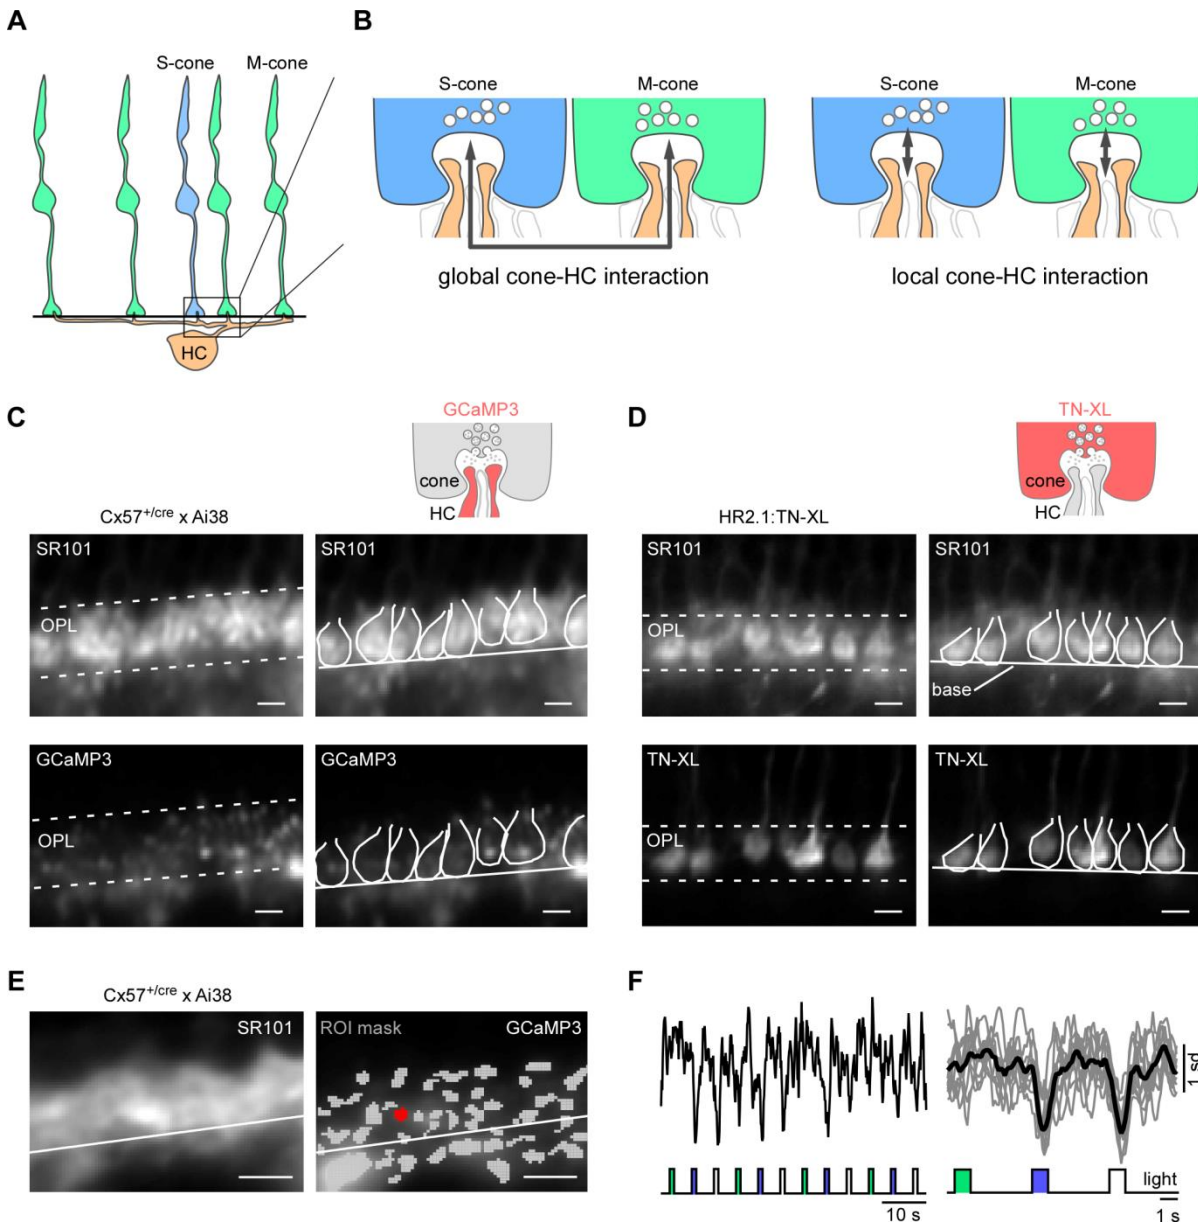 A
S-cone
M-cone
HC
B
S-cone
M-cone
S-cone
M-cone
global cone-HC interaction
local cone-HC interaction
C
GCaMP3
cone
HC
Cx57+/cre x Ai38
SR101
OPL
SR101
GCaMP3
OPL
GCaMP3
D
TN-XL
cone
HC
HR2.1:TN-XL
SR101
OPL
SR101
base
TN-XL
OPL
TN-XL
E
Cx57+/cre x Ai38
SR101
ROI mask
GCaMP3
F
1 sd
light
10 s
1 s